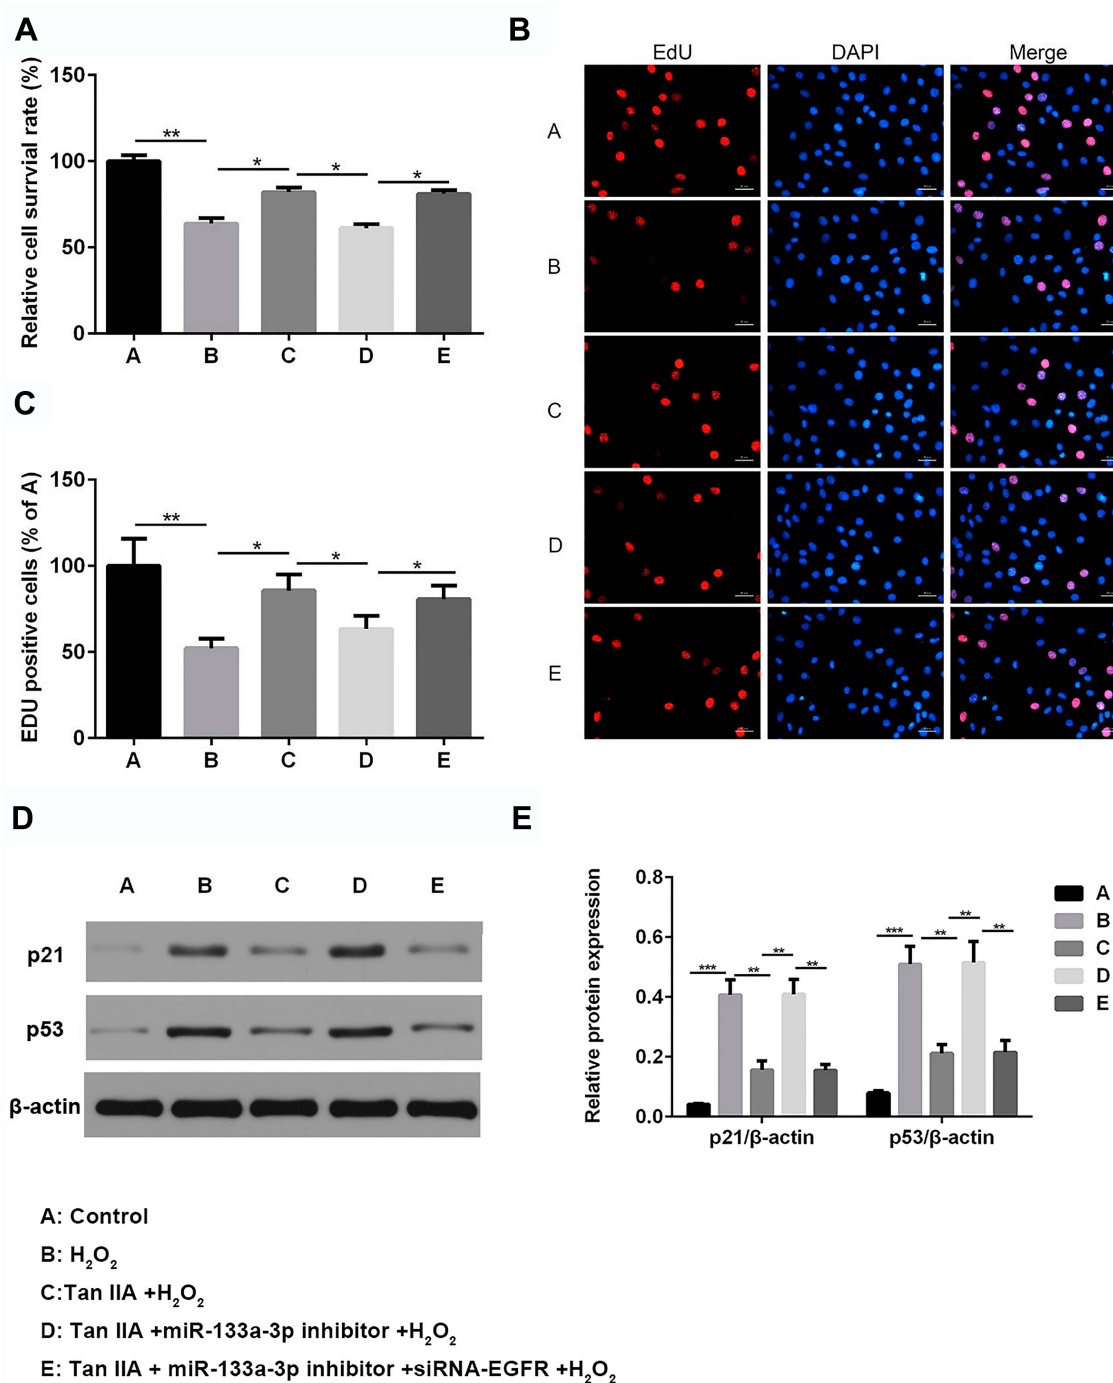 A
Relative cell surrvial rate (%)
150
100
50
0
**
*
*
*
A B C D E
B
EdU DAPI Merge
A
B
C
D
E
C
EDU positive cells (% of A)
150
100
50
0
**
*
*
*
A B C D E
D
A B C D E
p21
p53
β-actin
E
Relative protein expression
0.8
0.6
0.4
0.2
0.0
*** ** ** **
*** ** ** **
p21/β-actin p53/β-actin
A
B
C
D
E
A: Control
B: H₂O₂
C:Tan IIA +H₂O₂
D: Tan IIA +miR-133a-3p inhibitor +H₂O₂
E: Tan IIA + miR-133a-3p inhibitor +siRNA-EGFR +H₂O₂